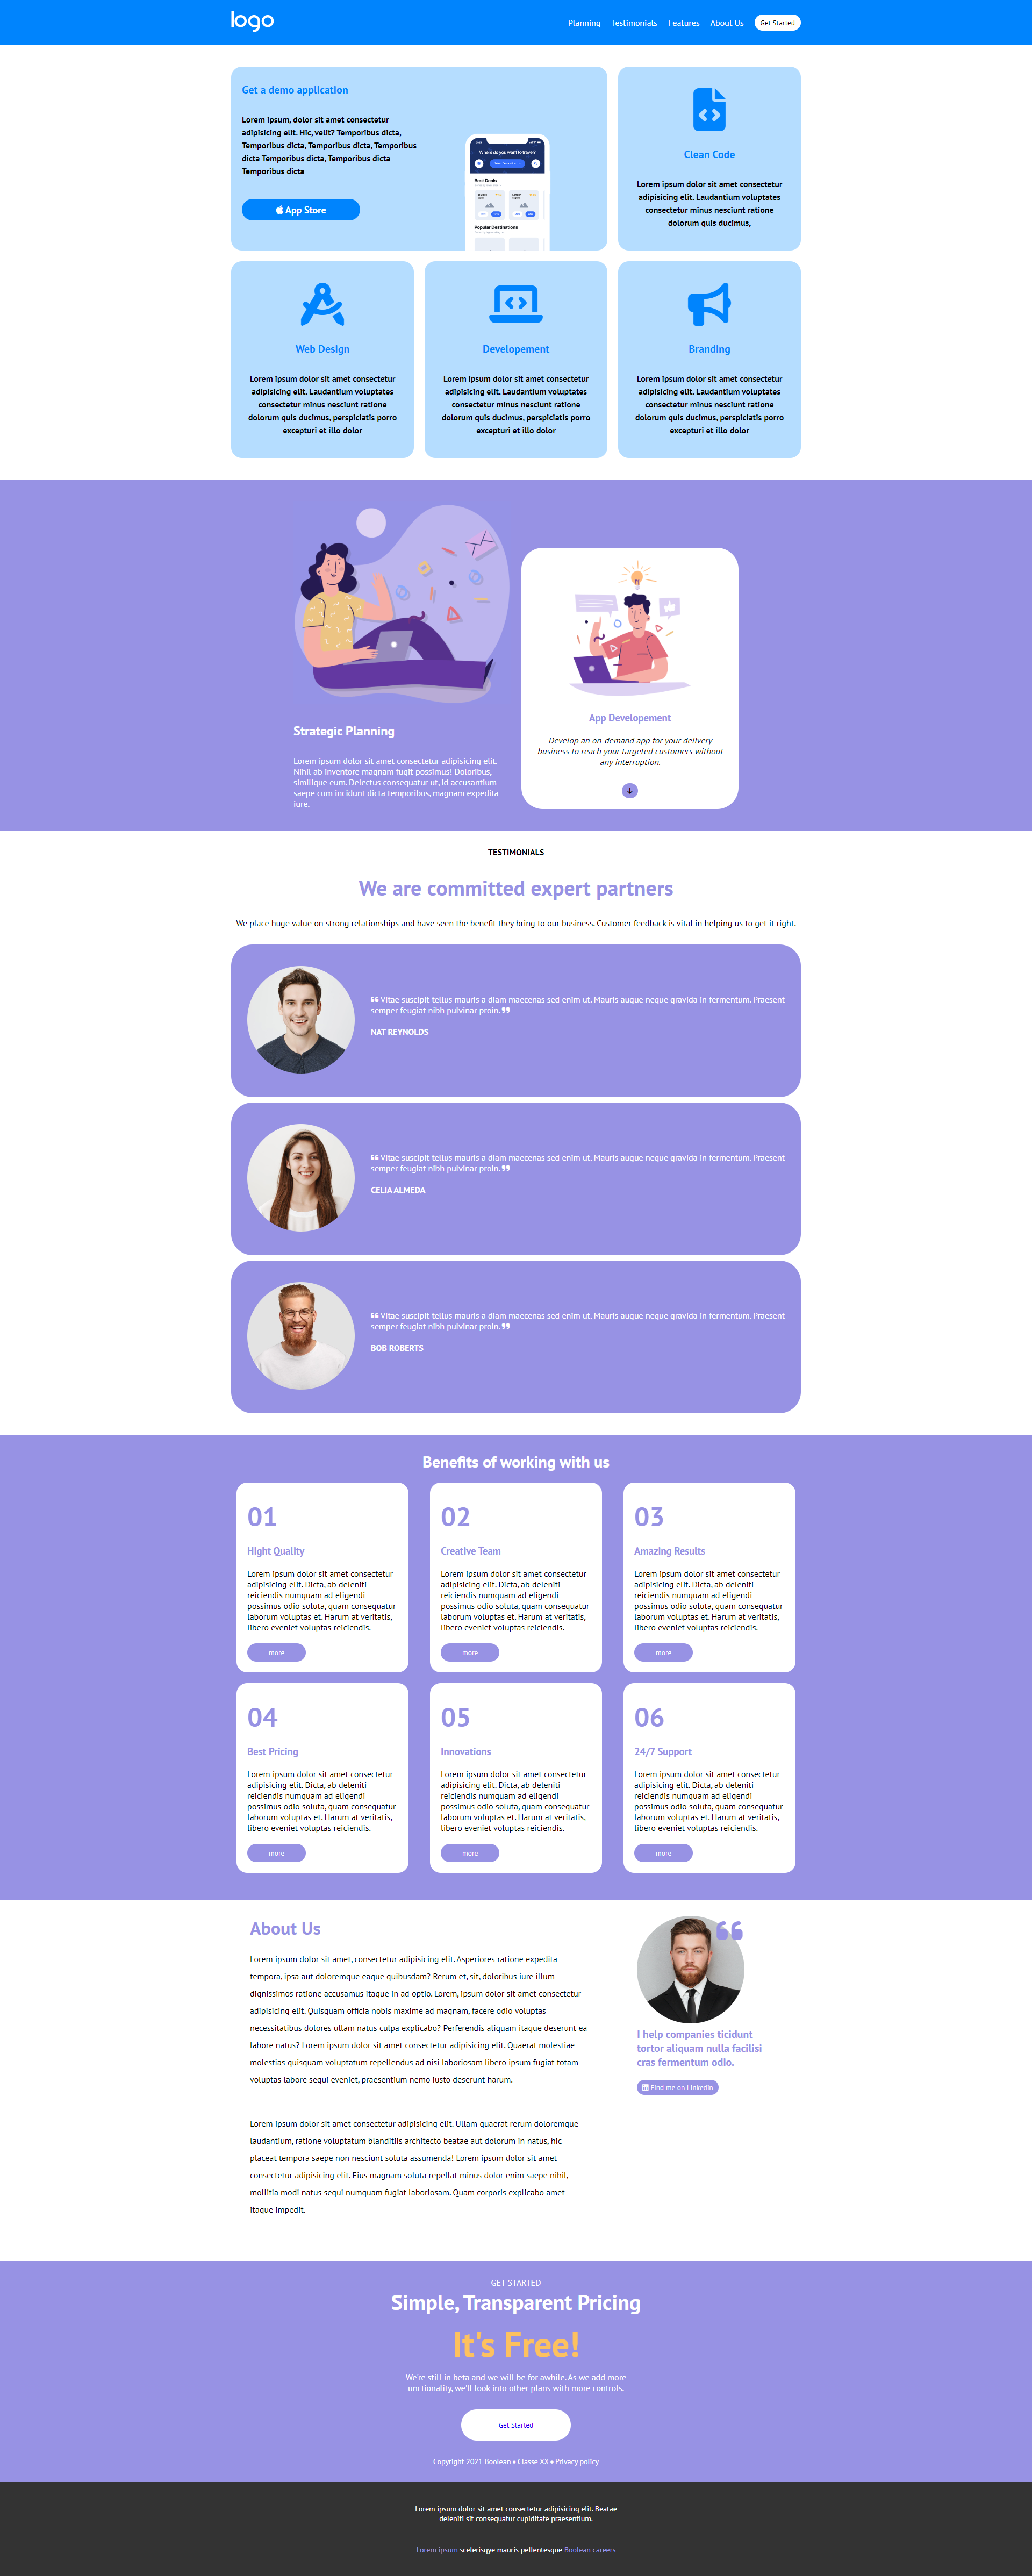 logo
Planning Testimonials Features About Us Get Started
Get a demo application
Lorem ipsum, dolor sit amet consectetur
adipisicing elit. Hic, velit? Temporibus dicta,
Temporibus dicta, Temporibus dicta, Temporibus
dicta Temporibus dicta, Temporibus dicta
Temporibus dicta
App Store
Where do you want to travel?
Best Deals
Popular Destinations
Clean Code
Lorem ipsum dolor sit amet consectetur
adipisicing elit. Laudantium voluptates
consectetur minus nesciunt ratione
dolorum quis ducimus,
Web Design
Lorem ipsum dolor sit amet consectetur
adipisicing elit. Laudantium voluptates
consectetur minus nesciunt ratione
dolorum quis ducimus, perspiciatis porro
excepturi et illo dolor
Developement
Lorem ipsum dolor sit amet consectetur
adipisicing elit. Laudantium voluptates
consectetur minus nesciunt ratione
dolorum quis ducimus, perspiciatis porro
excepturi et illo dolor
Branding
Lorem ipsum dolor sit amet consectetur
adipisicing elit. Laudantium voluptates
consectetur minus nesciunt ratione
dolorum quis ducimus, perspiciatis porro
excepturi et illo dolor
Strategic Planning
Lorem ipsum dolor sit amet consectetur adipisicing elit.
Nihil ab inventore magnam fugit possimus! Doloribus,
similique eum. Delectus consequatur ut, id accusantium
saepe cum incidunt dicta temporibus, magnam expedita
iure.
App Developement
Develop an on-demand app for your delivery
business to reach your targeted customers without
any interruption.
TESTIMONIALS
We are committed expert partners
We place huge value on strong relationships and have seen the benefit they bring to our business. Customer feedback is vital in helping us to get it right.
❝ Vitae suscipit tellus mauris a diam maecenas sed enim ut. Mauris augue neque gravida in fermentum. Praesent
semper feugiat nibh pulvinar proin. ❞
NAT REYNOLDS
❝ Vitae suscipit tellus mauris a diam maecenas sed enim ut. Mauris augue neque gravida in fermentum. Praesent
semper feugiat nibh pulvinar proin. ❞
CELIA ALMEDA
❝ Vitae suscipit tellus mauris a diam maecenas sed enim ut. Mauris augue neque gravida in fermentum. Praesent
semper feugiat nibh pulvinar proin. ❞
BOB ROBERTS
Benefits of working with us
01
Hight Quality
Lorem ipsum dolor sit amet consectetur
adipisicing elit. Dicta, ab deleniti
reiciendis numquam ad eligendi
possimus odio soluta, quam consequatur
laborum voluptas et. Harum at veritatis,
libero eveniet voluptas reiciendis.
more
02
Creative Team
Lorem ipsum dolor sit amet consectetur
adipisicing elit. Dicta, ab deleniti
reiciendis numquam ad eligendi
possimus odio soluta, quam consequatur
laborum voluptas et. Harum at veritatis,
libero eveniet voluptas reiciendis.
more
03
Amazing Results
Lorem ipsum dolor sit amet consectetur
adipisicing elit. Dicta, ab deleniti
reiciendis numquam ad eligendi
possimus odio soluta, quam consequatur
laborum voluptas et. Harum at veritatis,
libero eveniet voluptas reiciendis.
more
04
Best Pricing
Lorem ipsum dolor sit amet consectetur
adipisicing elit. Dicta, ab deleniti
reiciendis numquam ad eligendi
possimus odio soluta, quam consequatur
laborum voluptas et. Harum at veritatis,
libero eveniet voluptas reiciendis.
more
05
Innovations
Lorem ipsum dolor sit amet consectetur
adipisicing elit. Dicta, ab deleniti
reiciendis numquam ad eligendi
possimus odio soluta, quam consequatur
laborum voluptas et. Harum at veritatis,
libero eveniet voluptas reiciendis.
more
06
24/7 Support
Lorem ipsum dolor sit amet consectetur
adipisicing elit. Dicta, ab deleniti
reiciendis numquam ad eligendi
possimus odio soluta, quam consequatur
laborum voluptas et. Harum at veritatis,
libero eveniet voluptas reiciendis.
more
About Us
Lorem ipsum dolor sit amet, consectetur adipisicing elit. Asperiores ratione expedita
tempora, ipsa aut doloremque eaque quibusdam? Rerum et, sit, doloribus iure illum
dignissimos ratione accusamus itaque in ad optio. Lorem, ipsum dolor sit amet consectetur
adipisicing elit. Quisquam officia nobis maxime ad magnam, facere odio voluptas
necessitatibus dolores ullam natus culpa explicabo? Perferendis aliquam itaque deserunt ea
labore natus? Lorem ipsum dolor sit amet consectetur adipisicing elit. Quaerat molestiae
molestias quisquam voluptatum repellendus ad nisi laboriosam libero ipsum fugiat totam
voluptas labore sequi eveniet, praesentium nemo iusto deserunt harum.
Lorem ipsum dolor sit amet consectetur adipisicing elit. Ullam quaerat rerum doloremque
laudantium, ratione voluptatum blanditiis architecto beatae aut dolorum in natus, hic
placeat tempora saepe non nesciunt soluta assumenda! Lorem ipsum dolor sit amet
consectetur adipisicing elit. Eius magnam soluta repellat minus dolor enim saepe nihil,
mollitia modi natus sequi numquam fugiat laboriosam. Quam corporis explicabo amet
itaque impedit.
❝
I help companies ticidunt
tortor aliquam nulla facilisi
cras fermentum odio.
Find me on Linkedin
GET STARTED
Simple, Transparent Pricing
It's Free!
We're still in beta and we will be for awhile. As we add more
unctionality, we'll look into other plans with more controls.
Get Started
Copyright 2021 Boolean • Classe XX • Privacy policy
Lorem ipsum dolor sit amet consectetur adipisicing elit. Beatae
deleniti sit consequatur cupiditate praesentium.
Lorem ipsum scelerisqye mauris pellentesque Boolean careers